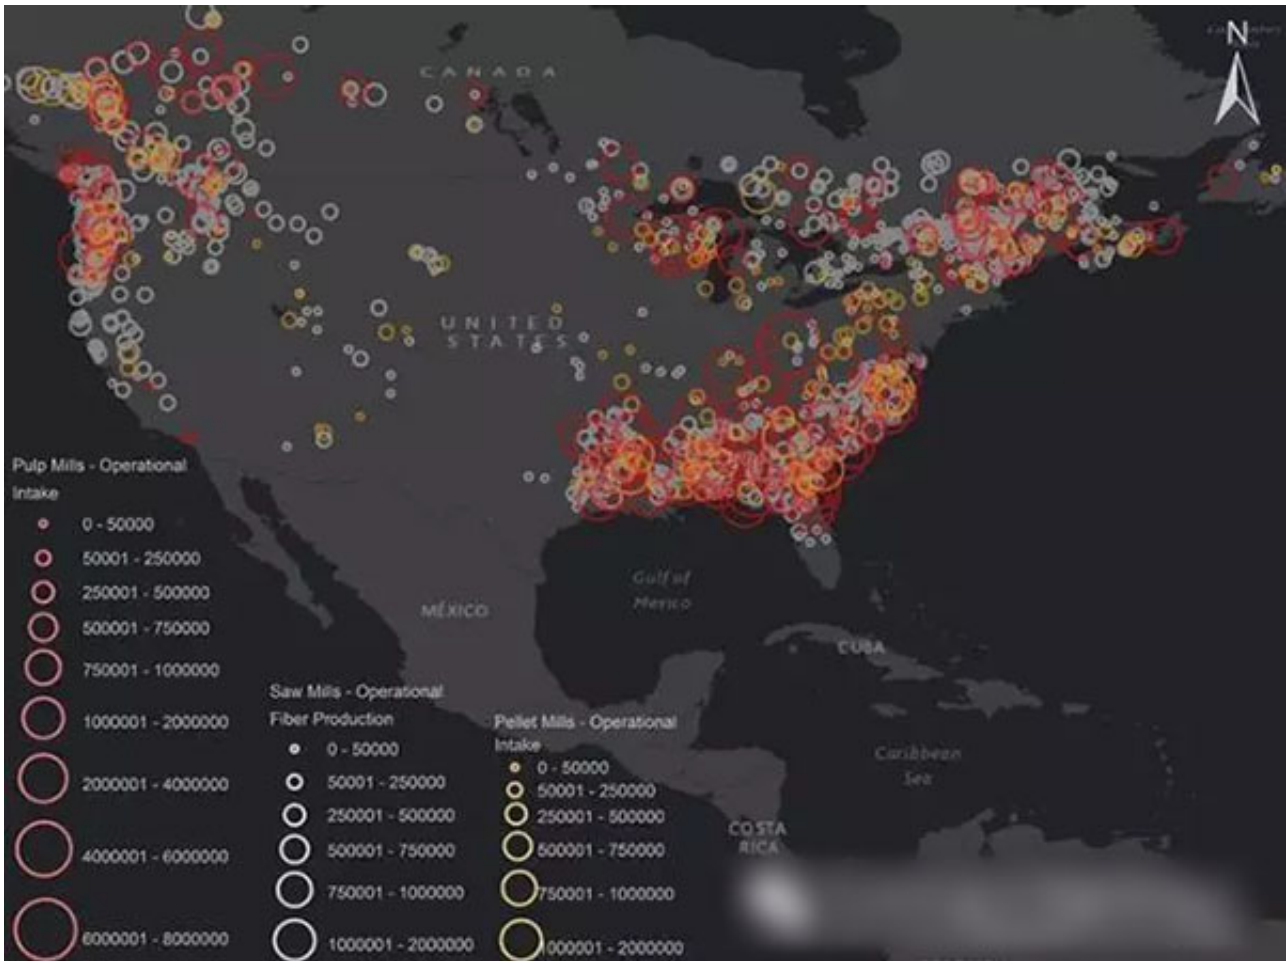 N
CANADA
UNITED
STATES
Pulp Mills - Operational
Intake
0 - 50000
50001 - 250000
250001 - 500000
500001 - 750000
750001 - 1000000
1000001 - 2000000
2000001 - 4000000
4000001 - 6000000
6000001 - 8000000
Gulf of
Mexico
MÉXICO
CUBA
Saw Mills - Operational
Fiber Production
0 - 50000
50001 - 250000
250001 - 500000
500001 - 750000
750001 - 1000000
1000001 - 2000000
Pellet Mills - Operational
Intake
0 - 50000
50001 - 250000
250001 - 500000
500001 - 750000
750001 - 1000000
1000001 - 2000000
Caribbean
Sea
COSTA
RICA